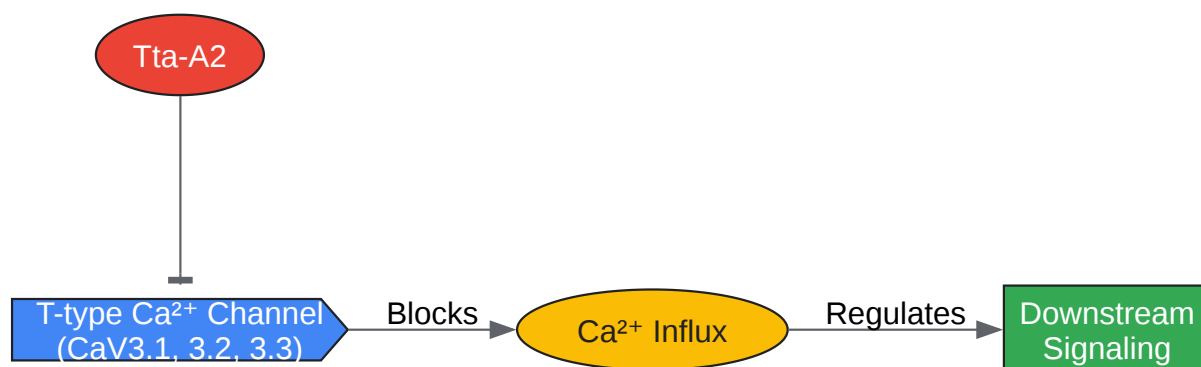 Tta-A2
T-type Ca²⁺ Channel
(CaV3.1, 3.2, 3.3)
Blocks
Ca²⁺ Influx
Regulates
Downstream
Signaling